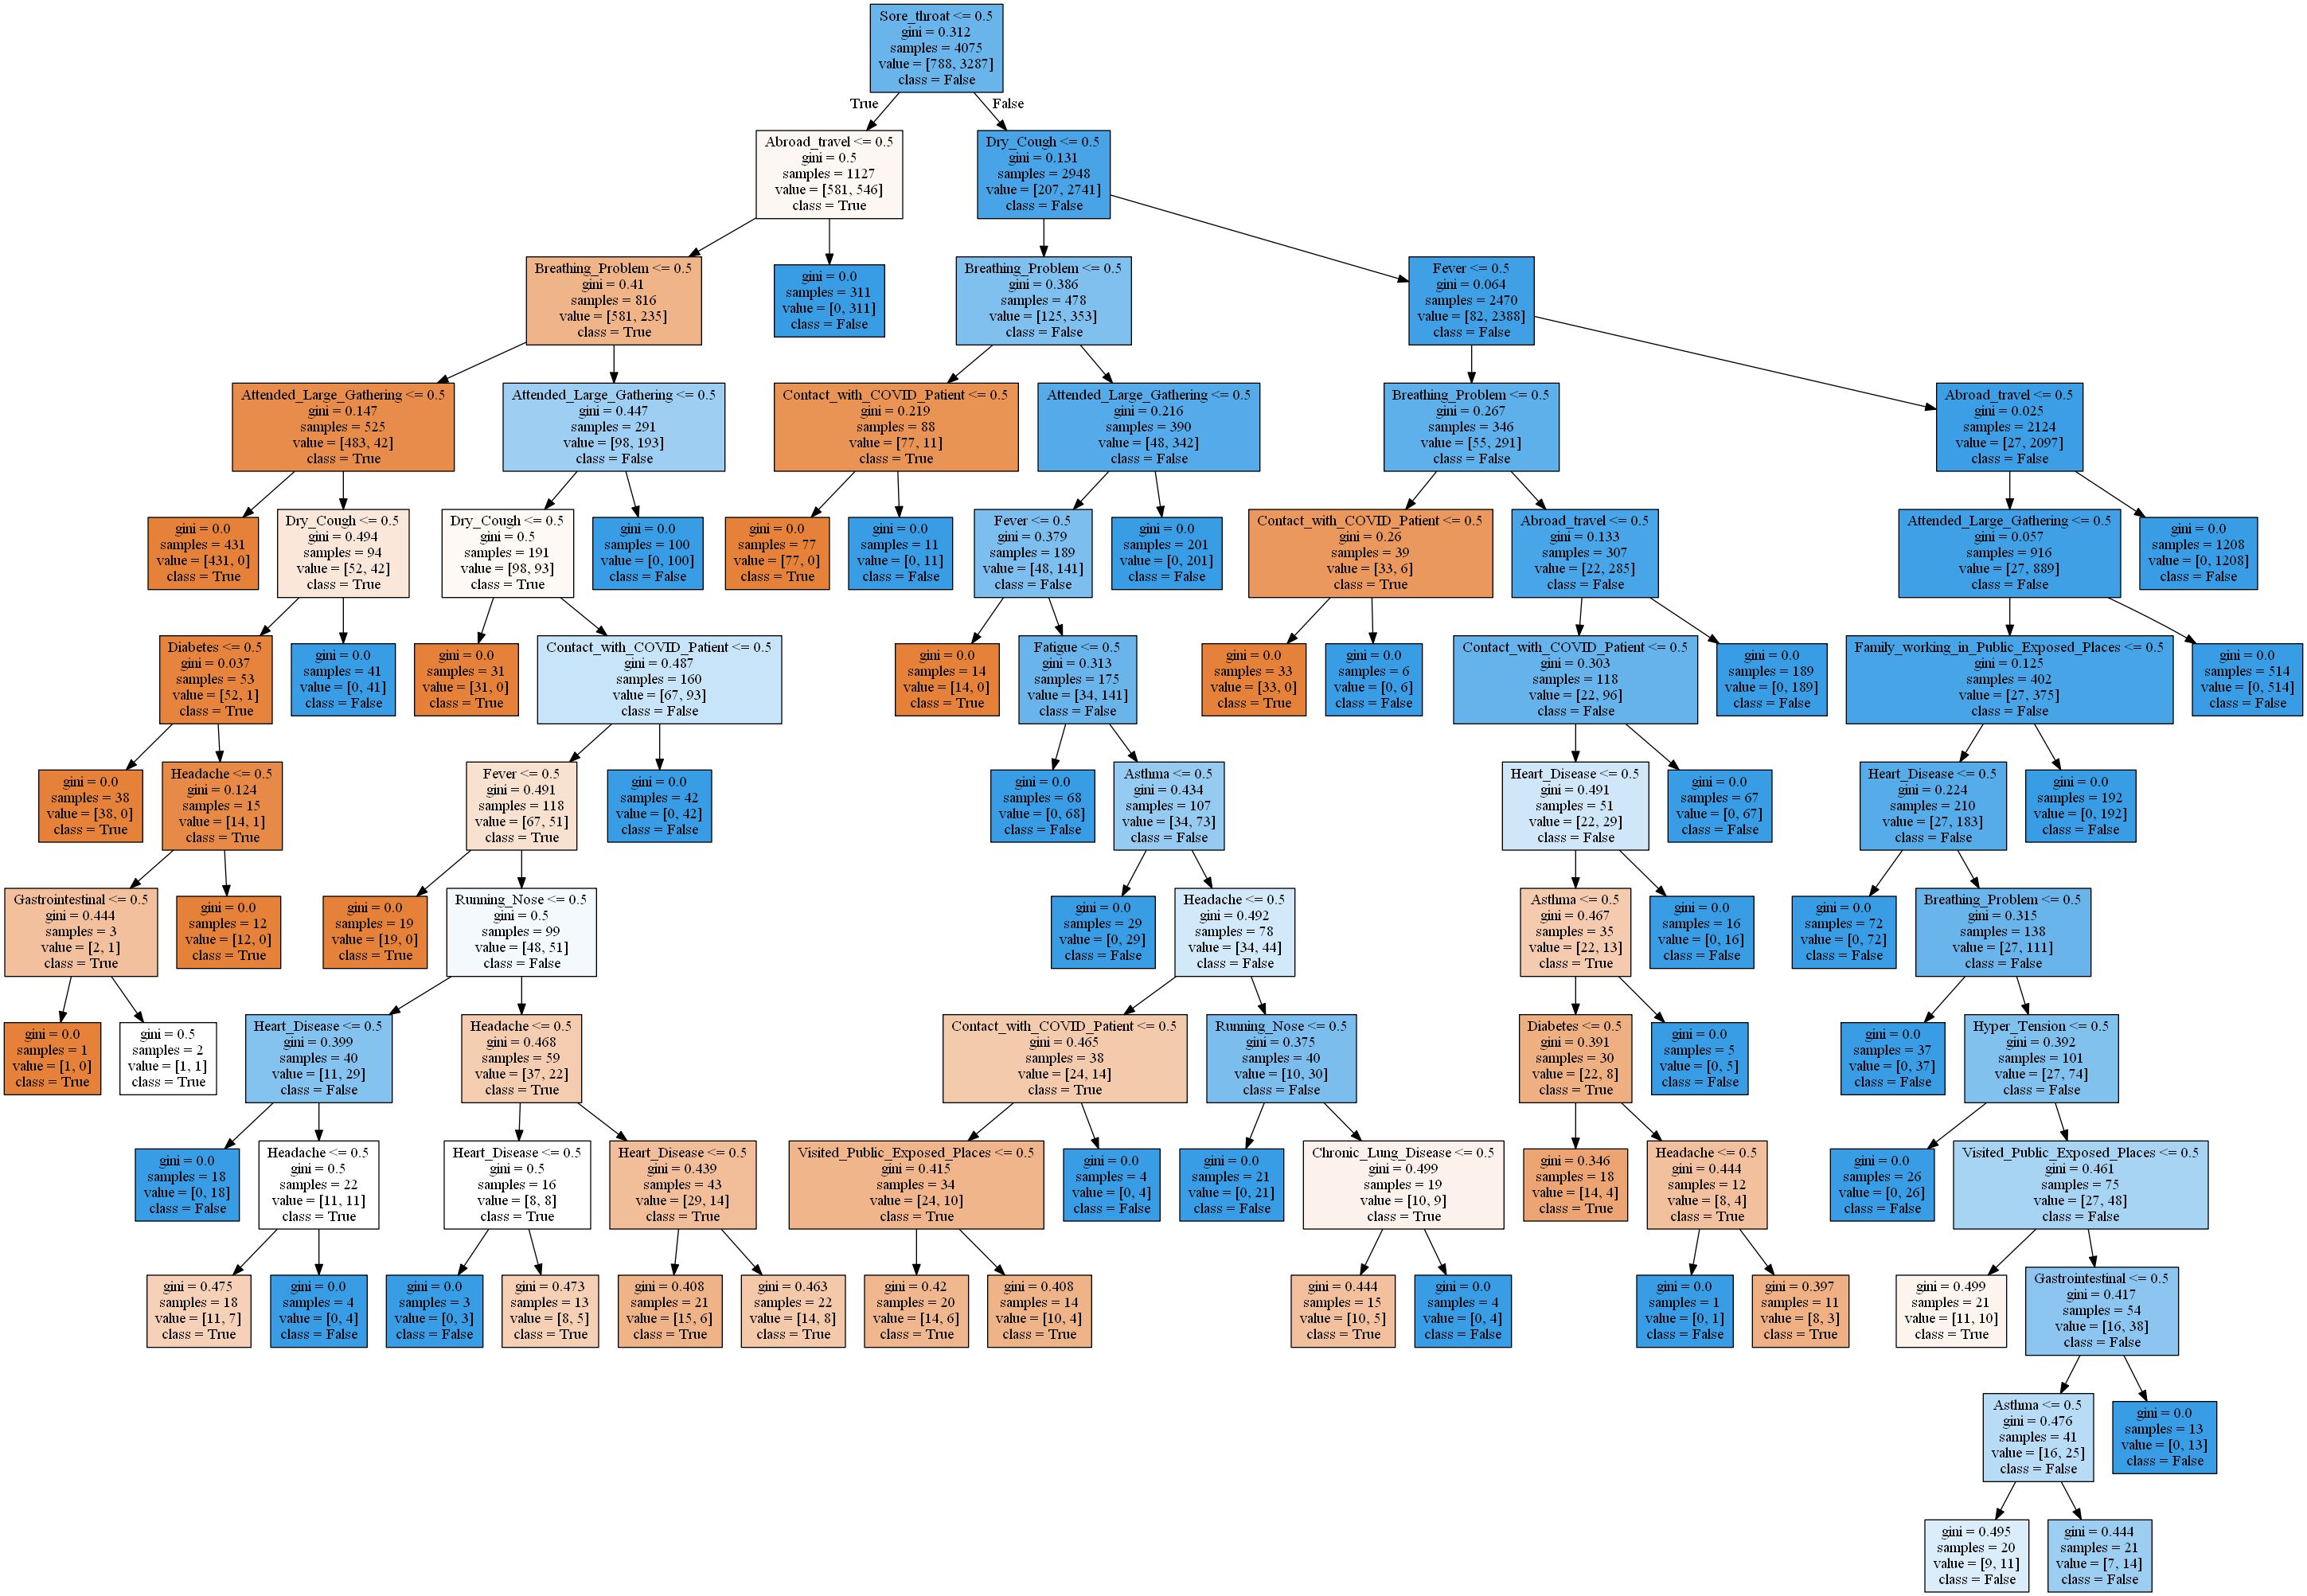 Sore_throat <= 0.5
gini = 0.312
samples = 4075
value = [788, 3287]
class = False
True
False
Abroad_travel <= 0.5
gini = 0.5
samples = 1127
value = [581, 546]
class = True
Dry_Cough <= 0.5
gini = 0.131
samples = 2948
value = [207, 2741]
class = False
Breathing_Problem <= 0.5
gini = 0.41
samples = 816
value = [581, 235]
class = True
gini = 0.0
samples = 311
value = [0, 311]
class = False
Breathing_Problem <= 0.5
gini = 0.386
samples = 478
value = [125, 353]
class = False
Fever <= 0.5
gini = 0.064
samples = 2470
value = [82, 2388]
class = False
Attended_Large_Gathering <= 0.5
gini = 0.147
samples = 525
value = [483, 42]
class = True
Attended_Large_Gathering <= 0.5
gini = 0.447
samples = 291
value = [98, 193]
class = False
Contact_with_COVID_Patient <= 0.5
gini = 0.219
samples = 88
value = [77, 11]
class = True
Attended_Large_Gathering <= 0.5
gini = 0.216
samples = 390
value = [48, 342]
class = False
Breathing_Problem <= 0.5
gini = 0.267
samples = 346
value = [55, 291]
class = False
Abroad_travel <= 0.5
gini = 0.025
samples = 2124
value = [27, 2097]
class = False
gini = 0.0
samples = 431
value = [431, 0]
class = True
Dry_Cough <= 0.5
gini = 0.494
samples = 94
value = [52, 42]
class = True
Dry_Cough <= 0.5
gini = 0.5
samples = 191
value = [98, 93]
class = True
gini = 0.0
samples = 100
value = [0, 100]
class = False
gini = 0.0
samples = 77
value = [77, 0]
class = True
gini = 0.0
samples = 11
value = [0, 11]
class = False
Fever <= 0.5
gini = 0.379
samples = 189
value = [48, 141]
class = False
gini = 0.0
samples = 201
value = [0, 201]
class = False
Contact_with_COVID_Patient <= 0.5
gini = 0.26
samples = 39
value = [33, 6]
class = True
Abroad_travel <= 0.5
gini = 0.133
samples = 307
value = [22, 285]
class = False
Attended_Large_Gathering <= 0.5
gini = 0.057
samples = 916
value = [27, 889]
class = False
gini = 0.0
samples = 1208
value = [0, 1208]
class = False
Diabetes <= 0.5
gini = 0.037
samples = 53
value = [52, 1]
class = True
gini = 0.0
samples = 41
value = [0, 41]
class = False
gini = 0.0
samples = 31
value = [31, 0]
class = True
Contact_with_COVID_Patient <= 0.5
gini = 0.487
samples = 160
value = [67, 93]
class = False
gini = 0.0
samples = 14
value = [14, 0]
class = True
Fatigue <= 0.5
gini = 0.313
samples = 175
value = [34, 141]
class = False
gini = 0.0
samples = 33
value = [33, 0]
class = True
gini = 0.0
samples = 6
value = [0, 6]
class = False
Contact_with_COVID_Patient <= 0.5
gini = 0.303
samples = 118
value = [22, 96]
class = False
gini = 0.0
samples = 189
value = [0, 189]
class = False
Family_working_in_Public_Exposed_Places <= 0.5
gini = 0.125
samples = 402
value = [27, 375]
class = False
gini = 0.0
samples = 514
value = [0, 514]
class = False
gini = 0.0
samples = 38
value = [38, 0]
class = True
Headache <= 0.5
gini = 0.124
samples = 15
value = [14, 1]
class = True
Fever <= 0.5
gini = 0.491
samples = 118
value = [67, 51]
class = True
gini = 0.0
samples = 42
value = [0, 42]
class = False
gini = 0.0
samples = 68
value = [0, 68]
class = False
Asthma <= 0.5
gini = 0.434
samples = 107
value = [34, 73]
class = False
Heart_Disease <= 0.5
gini = 0.491
samples = 51
value = [22, 29]
class = False
gini = 0.0
samples = 67
value = [0, 67]
class = False
Heart_Disease <= 0.5
gini = 0.224
samples = 210
value = [27, 183]
class = False
gini = 0.0
samples = 192
value = [0, 192]
class = False
Gastrointestinal <= 0.5
gini = 0.444
samples = 3
value = [2, 1]
class = True
gini = 0.0
samples = 12
value = [12, 0]
class = True
gini = 0.0
samples = 19
value = [19, 0]
class = True
Running_Nose <= 0.5
gini = 0.5
samples = 99
value = [48, 51]
class = False
gini = 0.0
samples = 29
value = [0, 29]
class = False
Headache <= 0.5
gini = 0.492
samples = 78
value = [34, 44]
class = False
Asthma <= 0.5
gini = 0.467
samples = 35
value = [22, 13]
class = True
gini = 0.0
samples = 16
value = [0, 16]
class = False
gini = 0.0
samples = 72
value = [0, 72]
class = False
Breathing_Problem <= 0.5
gini = 0.315
samples = 138
value = [27, 111]
class = False
gini = 0.0
samples = 1
value = [1, 0]
class = True
gini = 0.5
samples = 2
value = [1, 1]
class = True
Heart_Disease <= 0.5
gini = 0.399
samples = 40
value = [11, 29]
class = False
Headache <= 0.5
gini = 0.468
samples = 59
value = [37, 22]
class = True
Contact_with_COVID_Patient <= 0.5
gini = 0.465
samples = 38
value = [24, 14]
class = True
Running_Nose <= 0.5
gini = 0.375
samples = 40
value = [10, 30]
class = False
Diabetes <= 0.5
gini = 0.391
samples = 30
value = [22, 8]
class = True
gini = 0.0
samples = 5
value = [0, 5]
class = False
gini = 0.0
samples = 37
value = [0, 37]
class = False
Hyper_Tension <= 0.5
gini = 0.392
samples = 101
value = [27, 74]
class = False
gini = 0.0
samples = 18
value = [0, 18]
class = False
Headache <= 0.5
gini = 0.5
samples = 22
value = [11, 11]
class = True
Heart_Disease <= 0.5
gini = 0.5
samples = 16
value = [8, 8]
class = True
Heart_Disease <= 0.5
gini = 0.439
samples = 43
value = [29, 14]
class = True
Visited_Public_Exposed_Places <= 0.5
gini = 0.415
samples = 34
value = [24, 10]
class = True
gini = 0.0
samples = 4
value = [0, 4]
class = False
gini = 0.0
samples = 21
value = [0, 21]
class = False
Chronic_Lung_Disease <= 0.5
gini = 0.499
samples = 19
value = [10, 9]
class = True
gini = 0.346
samples = 18
value = [14, 4]
class = True
Headache <= 0.5
gini = 0.444
samples = 12
value = [8, 4]
class = True
gini = 0.0
samples = 26
value = [0, 26]
class = False
Visited_Public_Exposed_Places <= 0.5
gini = 0.461
samples = 75
value = [27, 48]
class = False
gini = 0.475
samples = 18
value = [11, 7]
class = True
gini = 0.0
samples = 4
value = [0, 4]
class = False
gini = 0.0
samples = 3
value = [0, 3]
class = False
gini = 0.473
samples = 13
value = [8, 5]
class = True
gini = 0.408
samples = 21
value = [15, 6]
class = True
gini = 0.463
samples = 22
value = [14, 8]
class = True
gini = 0.42
samples = 20
value = [14, 6]
class = True
gini = 0.408
samples = 14
value = [10, 4]
class = True
gini = 0.444
samples = 15
value = [10, 5]
class = True
gini = 0.0
samples = 4
value = [0, 4]
class = False
gini = 0.0
samples = 1
value = [0, 1]
class = False
gini = 0.397
samples = 11
value = [8, 3]
class = True
gini = 0.499
samples = 21
value = [11, 10]
class = True
Gastrointestinal <= 0.5
gini = 0.417
samples = 54
value = [16, 38]
class = False
Asthma <= 0.5
gini = 0.476
samples = 41
value = [16, 25]
class = False
gini = 0.0
samples = 13
value = [0, 13]
class = False
gini = 0.495
samples = 20
value = [9, 11]
class = False
gini = 0.444
samples = 21
value = [7, 14]
class = False